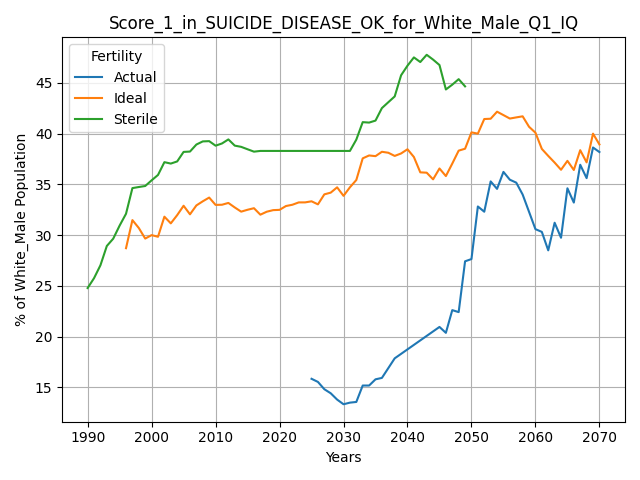 Score_1_in_SUICIDE_DISEASE_OK_for_White_Male_Q1_IQ
Fertility
Actual
Ideal
Sterile
% of White_Male Population
45
40
35
30
25
20
15
1990 2000 2010 2020 2030 2040 2050 2060 2070
Years